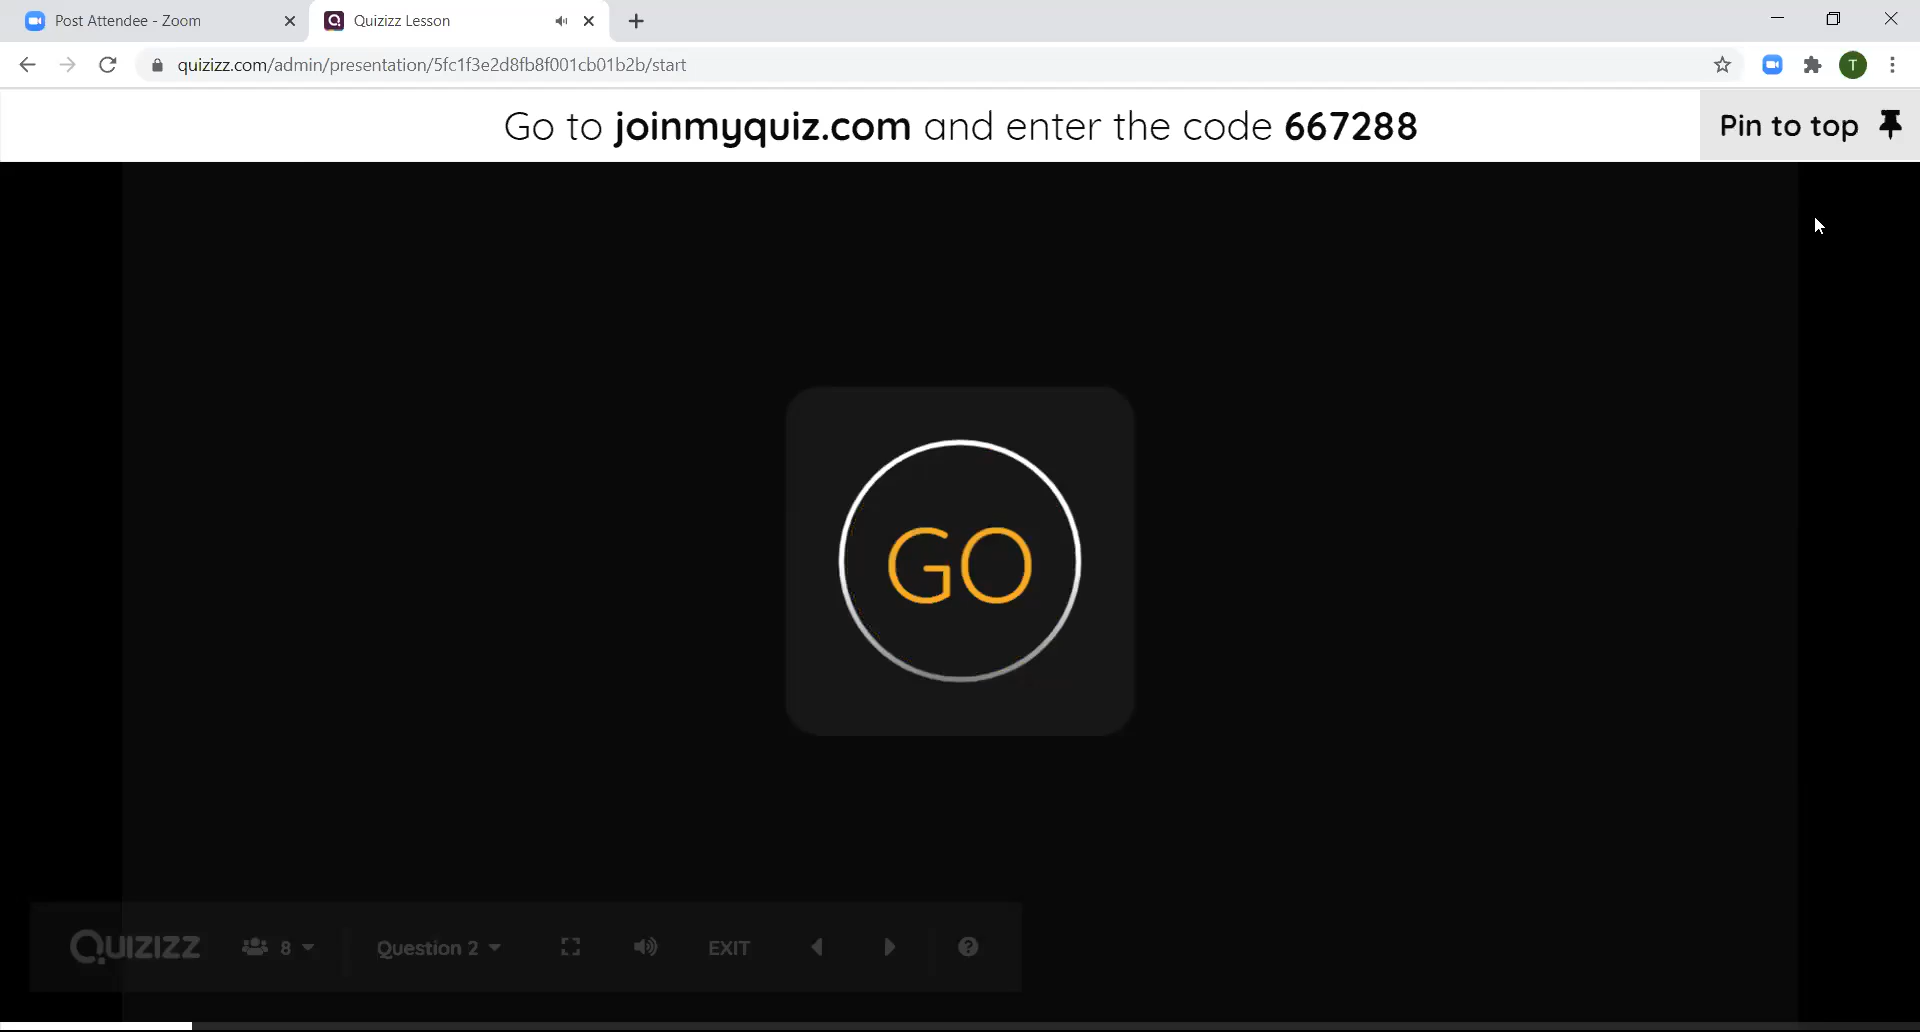 Post Attendee - Zoom
Quizizz Lesson
quizizz.com/admin/presentation/5fc1f3e2d8fb8f001cb01b2b/start
T
Go to joinmyquiz.com and enter the code 667288
Pin to top
GO
QUIZIZZ
8
Question 2
EXIT